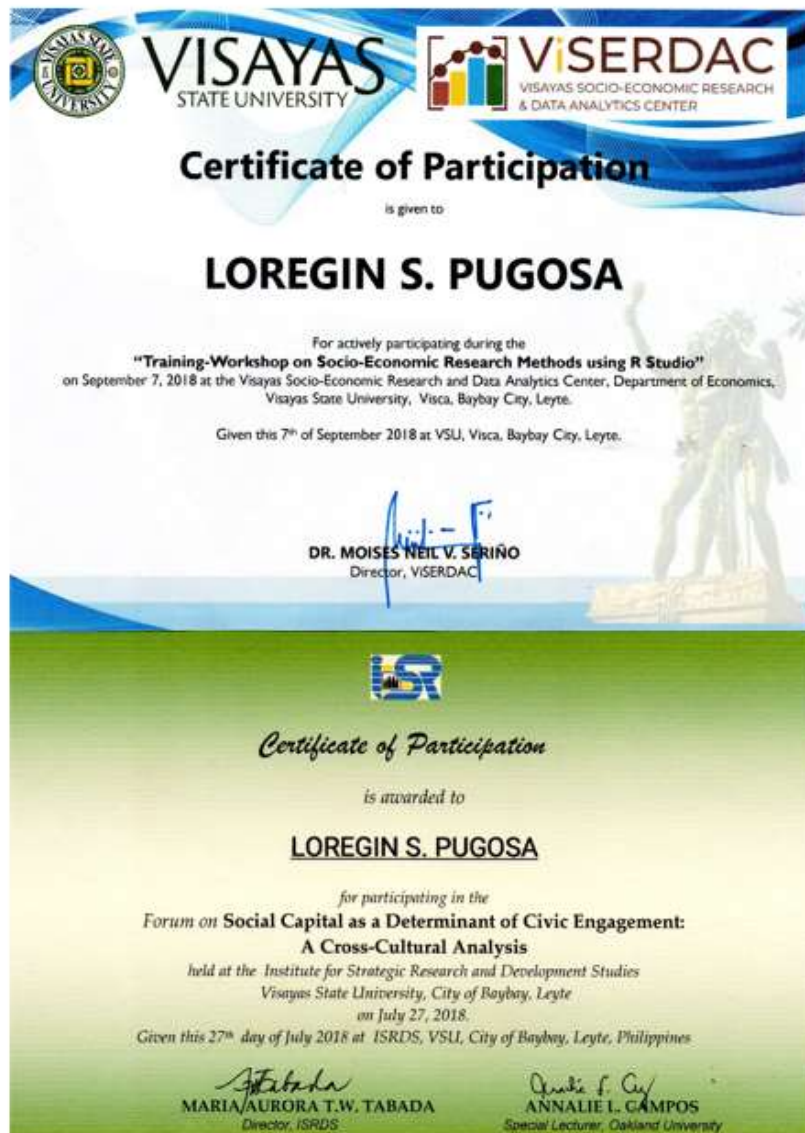 VISAYAS STATE UNIVERSITY
VISAYAS
STATE UNIVERSITY
ViSERDAC
VISAYAS SOCIO-ECONOMIC RESEARCH
& DATA ANALYTICS CENTER
Certificate of Participation
is given to
LOREGIN S. PUGOSA
For actively participating during the
"Training-Workshop on Socio-Economic Research Methods using R Studio"
on September 7, 2018 at the Visayas Socio-Economic Research and Data Analytics Center, Department of Economics,
Visayas State University, Visca, Baybay City, Leyte.
Given this 7th of September 2018 at VSU, Visca, Baybay City, Leyte.
DR. MOISES NEIL V. SERIÑO
Director, ViSERDAC
Certificate of Participation
is awarded to
LOREGIN S. PUGOSA
for participating in the
Forum on Social Capital as a Determinant of Civic Engagement:
A Cross-Cultural Analysis
held at the Institute for Strategic Research and Development Studies
Visayas State University, City of Baybay, Leyte
on July 27, 2018.
Given this 27th day of July 2018 at ISRDS, VSU, City of Baybay, Leyte, Philippines
MARIA AURORA T.W. TABADA
Director, ISRDS
ANNALIE L. CAMPOS
Special Lecturer, Oakland University